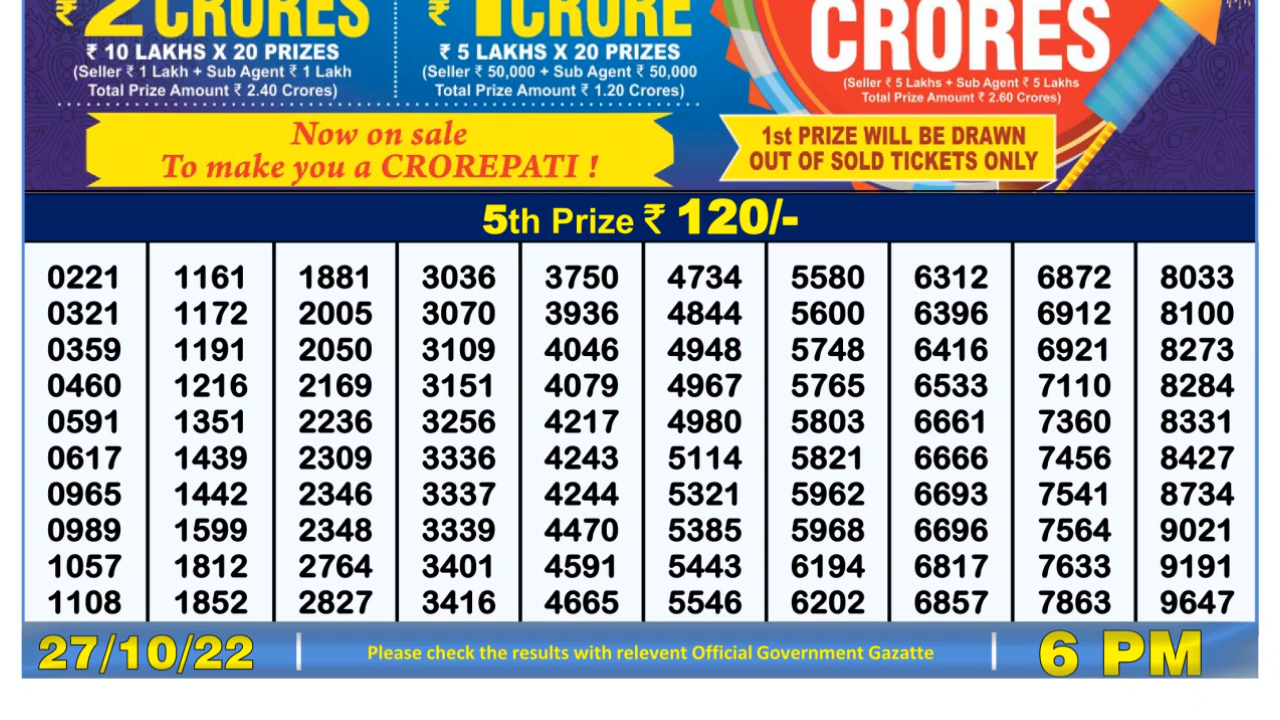 ₹ 2 CRORES
₹ 10 LAKHS X 20 PRIZES
(Seller ₹ 1 Lakh + Sub Agent ₹ 1 Lakh
Total Prize Amount ₹ 2.40 Crores)
₹ 1 CRORE
₹ 5 LAKHS X 20 PRIZES
(Seller ₹ 50,000 + Sub Agent ₹ 50,000
Total Prize Amount ₹ 1.20 Crores)
CRORES
(Seller ₹ 5 Lakhs + Sub Agent ₹ 5 Lakhs
Total Prize Amount ₹ 2.60 Crores)
Now on sale
To make you a CROREPATI !
1st PRIZE WILL BE DRAWN
OUT OF SOLD TICKETS ONLY
5th Prize ₹ 120/-
0221 1161 1881 3036 3750 4734 5580 6312 6872 8033
0321 1172 2005 3070 3936 4844 5600 6396 6912 8100
0359 1191 2050 3109 4046 4948 5748 6416 6921 8273
0460 1216 2169 3151 4079 4967 5765 6533 7110 8284
0591 1351 2236 3256 4217 4980 5803 6661 7360 8331
0617 1439 2309 3336 4243 5114 5821 6666 7456 8427
0965 1442 2346 3337 4244 5321 5962 6693 7541 8734
0989 1599 2348 3339 4470 5385 5968 6696 7564 9021
1057 1812 2764 3401 4591 5443 6194 6817 7633 9191
1108 1852 2827 3416 4665 5546 6202 6857 7863 9647
27/10/22
Please check the results with relevent Official Government Gazatte
6 PM